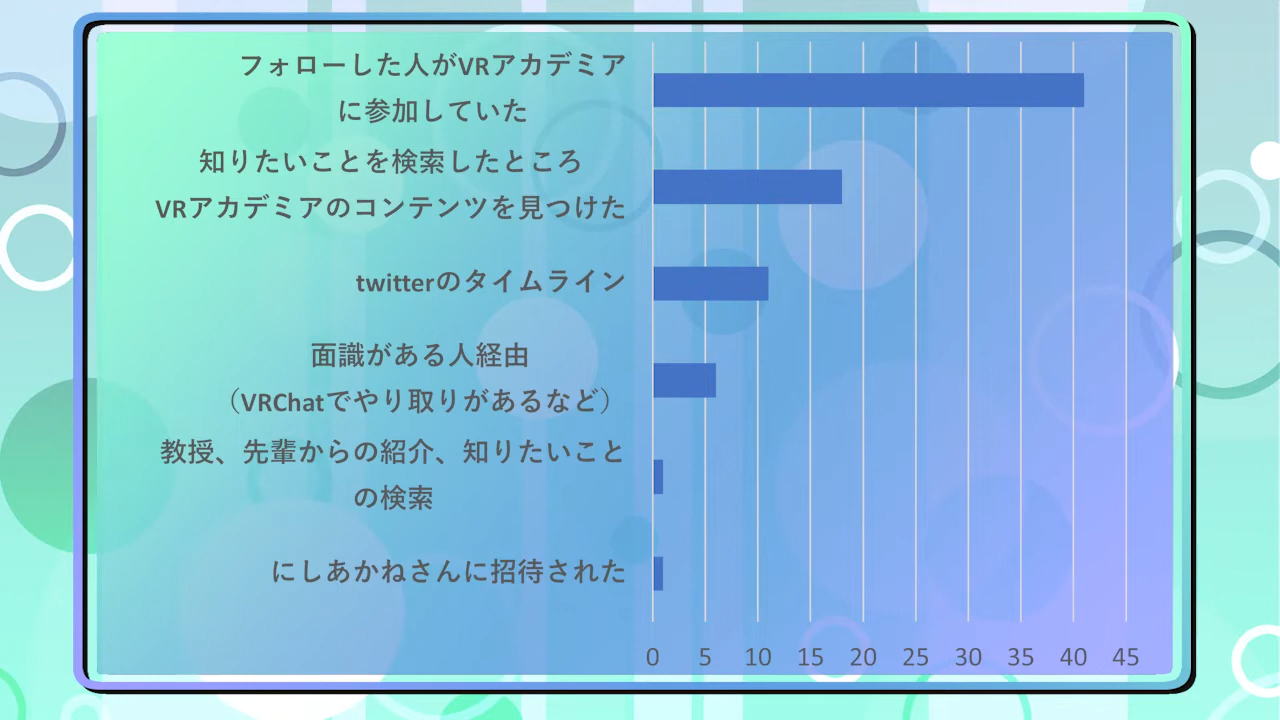 フォローした人がVRアカデミア
に参加していた
知りたいことを検索したところ
VRアカデミアのコンテンツを見つけた
twitterのタイムライン
面識がある人経由
（VRChatでやり取りがあるなど）
教授、先輩からの紹介、知りたいこと
の検索
にしあかねさんに招待された
0 5 10 15 20 25 30 35 40 45